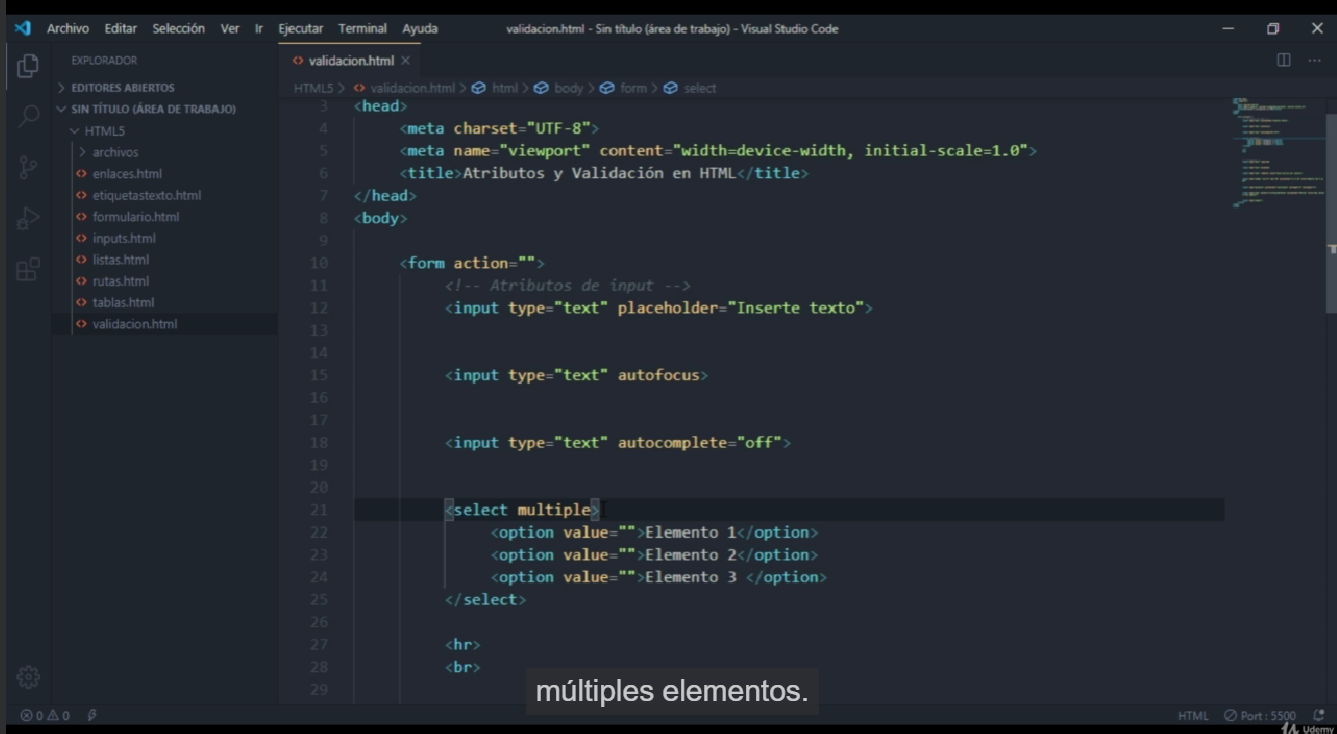 Archivo Editar Selección Ver Ir Ejecutar Terminal Ayuda validacion.html - Sin título (área de trabajo) - Visual Studio Code
EXPLORADOR
EDITORES ABIERTOS
SIN TÍTULO (ÁREA DE TRABAJO)
HTML5
archivos
enlaces.html
etiquetastexto.html
formulario.html
inputs.html
listas.html
rutas.html
tablas.html
validacion.html
validacion.html
HTML5 > validacion.html > html > body > form > select
3 <head>
4 <meta charset="UTF-8">
5 <meta name="viewport" content="width=device-width, initial-scale=1.0">
6 <title>Atributos y Validación en HTML</title>
7 </head>
8 <body>
9
10 <form action="">
11 <!-- Atributos de input -->
12 <input type="text" placeholder="Inserte texto">
13
14
15 <input type="text" autofocus>
16
17
18 <input type="text" autocomplete="off">
19
20
21 <select multiple>
22 <option value="">Elemento 1</option>
23 <option value="">Elemento 2</option>
24 <option value="">Elemento 3 </option>
25 </select>
26
27 <hr>
28 <br>
29
múltiples elementos.
0 0 HTML Port : 5500
Udemy